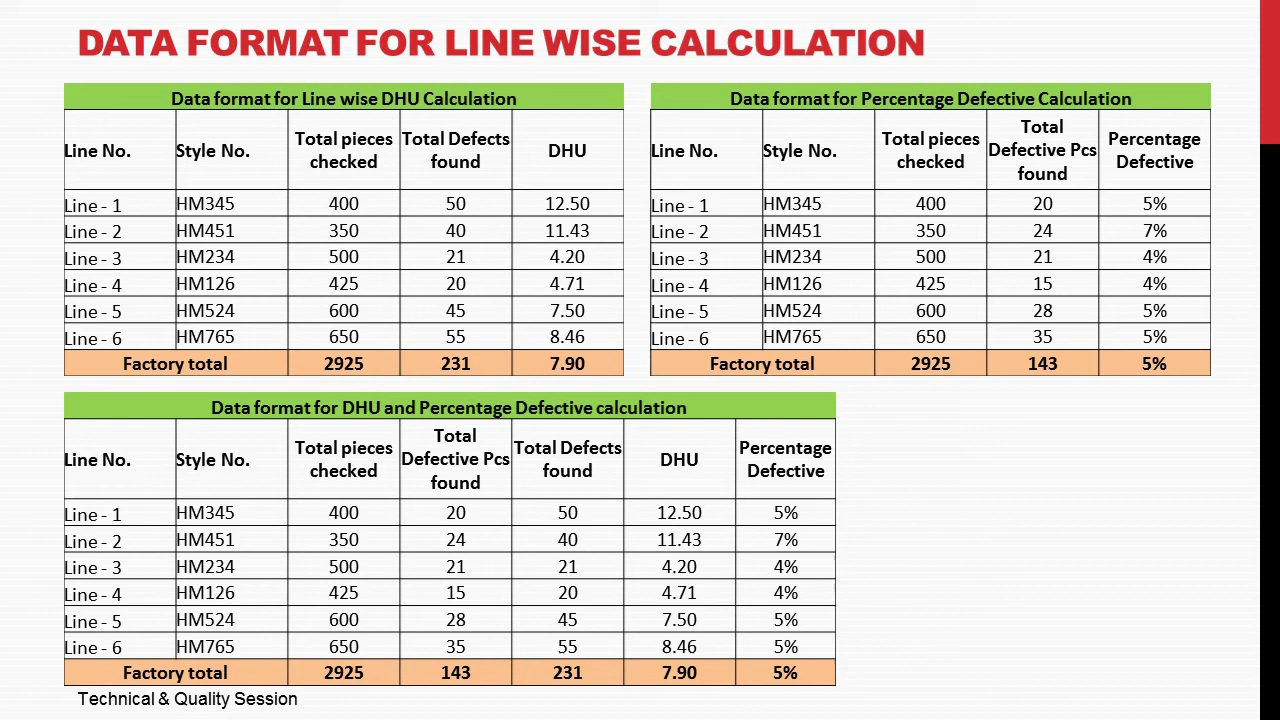 DATA FORMAT FOR LINE WISE CALCULATION
Data format for Line wise DHU Calculation
Line No. Style No. Total pieces checked Total Defects found DHU
Line - 1 HM345 400 50 12.50
Line - 2 HM451 350 40 11.43
Line - 3 HM234 500 21 4.20
Line - 4 HM126 425 20 4.71
Line - 5 HM524 600 45 7.50
Line - 6 HM765 650 55 8.46
Factory total 2925 231 7.90
Data format for Percentage Defective Calculation
Line No. Style No. Total pieces checked Total Defective Pcs found Percentage Defective
Line - 1 HM345 400 20 5%
Line - 2 HM451 350 24 7%
Line - 3 HM234 500 21 4%
Line - 4 HM126 425 15 4%
Line - 5 HM524 600 28 5%
Line - 6 HM765 650 35 5%
Factory total 2925 143 5%
Data format for DHU and Percentage Defective calculation
Line No. Style No. Total pieces checked Total Defective Pcs found Total Defects found DHU Percentage Defective
Line - 1 HM345 400 20 50 12.50 5%
Line - 2 HM451 350 24 40 11.43 7%
Line - 3 HM234 500 21 21 4.20 4%
Line - 4 HM126 425 15 20 4.71 4%
Line - 5 HM524 600 28 45 7.50 5%
Line - 6 HM765 650 35 55 8.46 5%
Factory total 2925 143 231 7.90 5%
Technical & Quality Session